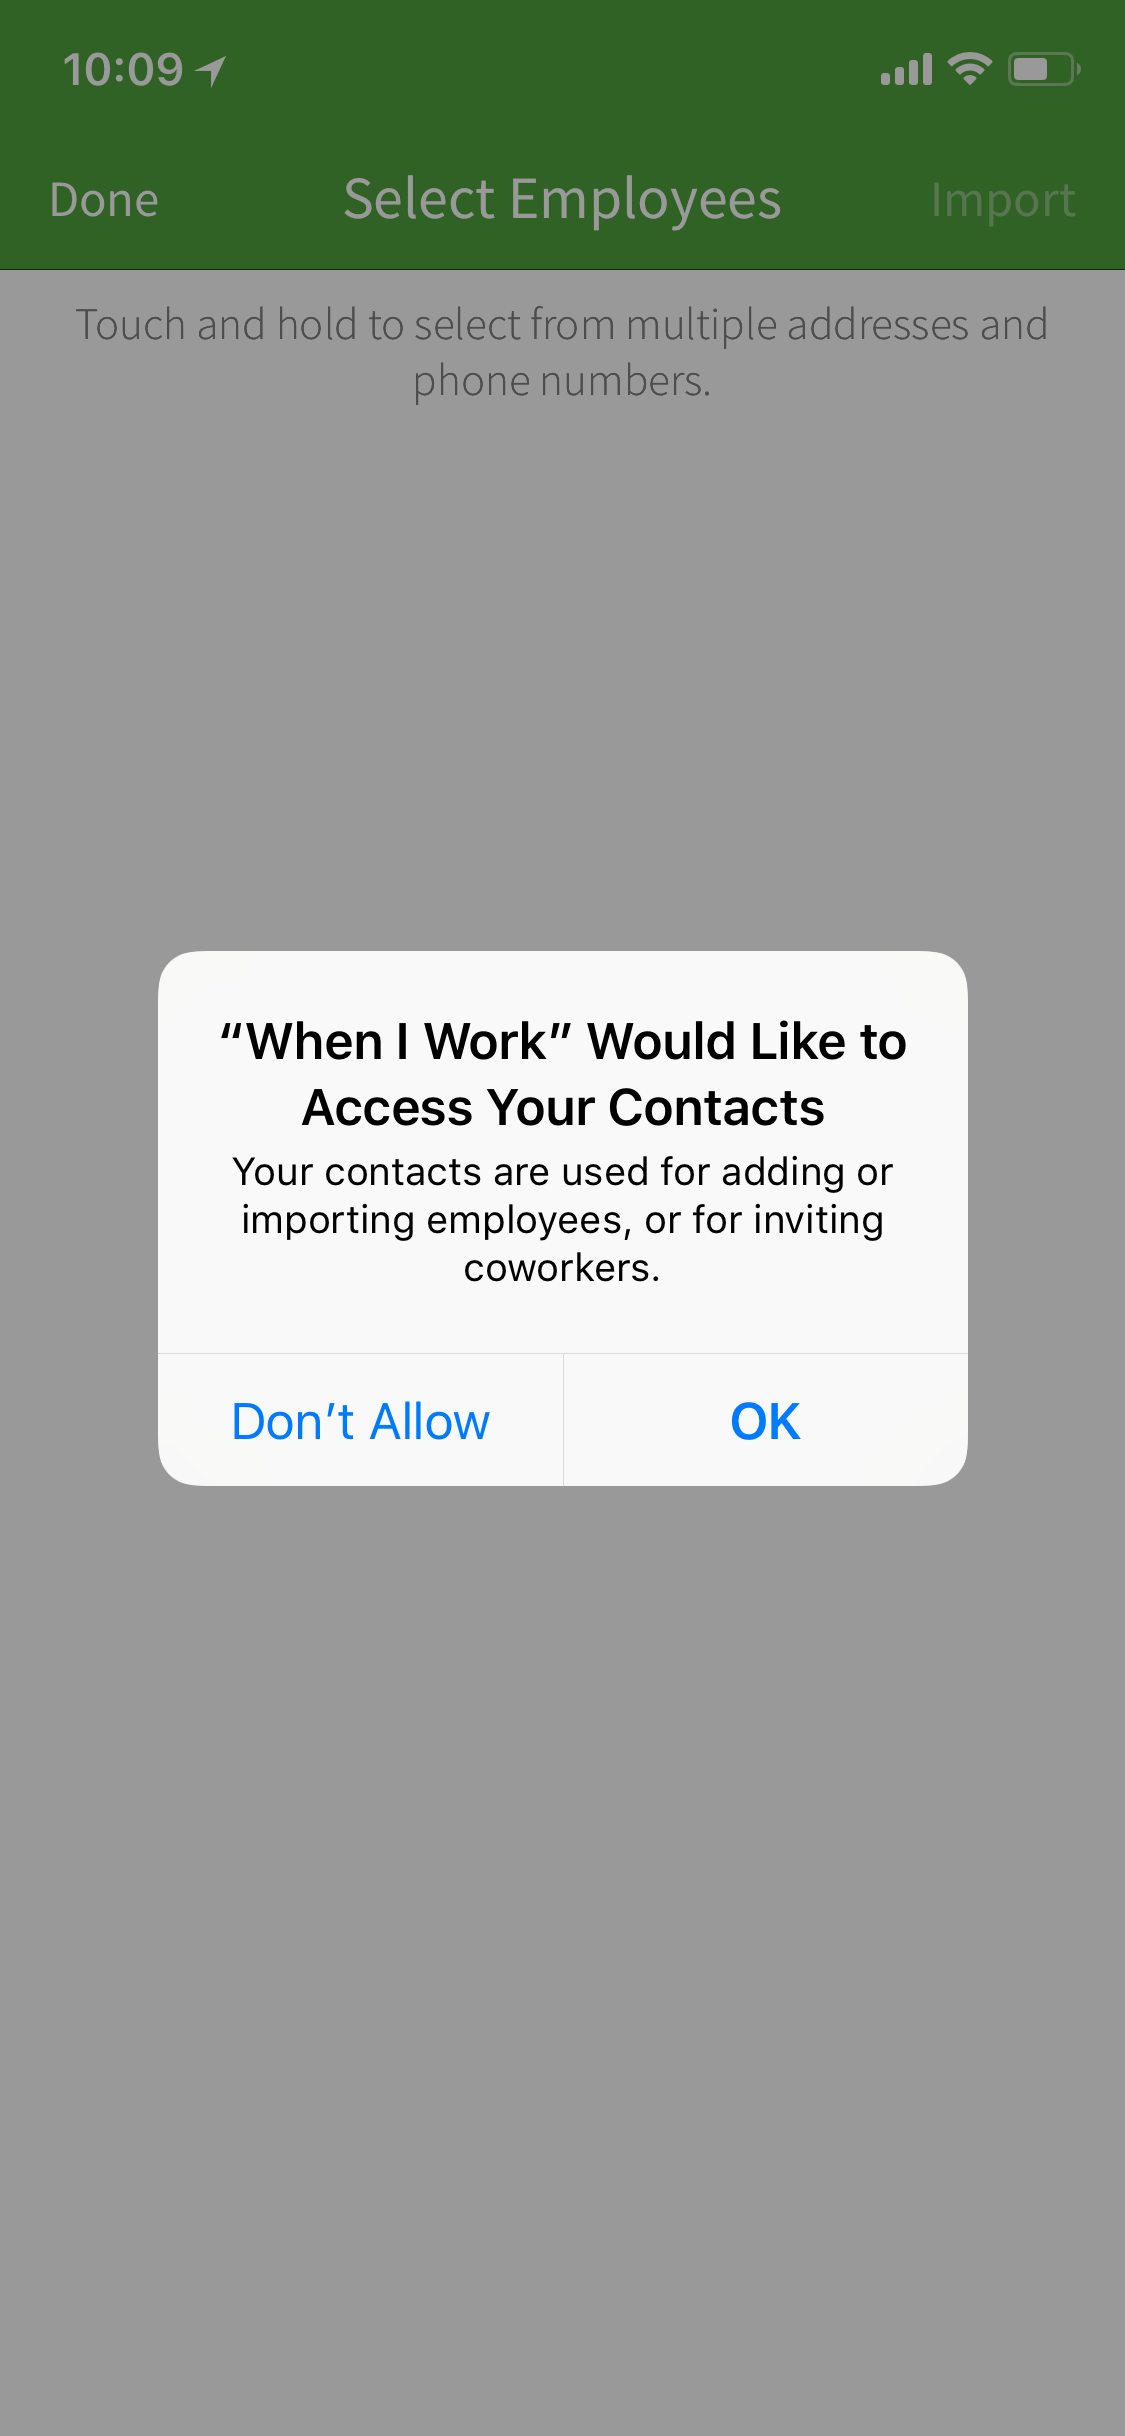 10:09
Done
Select Employees
Import
Touch and hold to select from multiple addresses and
phone numbers.
“When I Work” Would Like to
Access Your Contacts
Your contacts are used for adding or
importing employees, or for inviting
coworkers.
Don’t Allow
OK